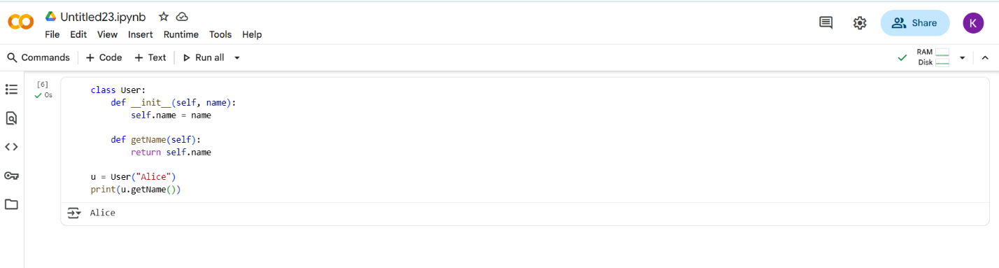 Untitled23.ipynb
File Edit View Insert Runtime Tools Help
Share
K
Commands + Code + Text Run all
RAM
Disk
[6]
0s
class User:
    def __init__(self, name):
        self.name = name

    def getName(self):
        return self.name

u = User("Alice")
print(u.getName())
Alice